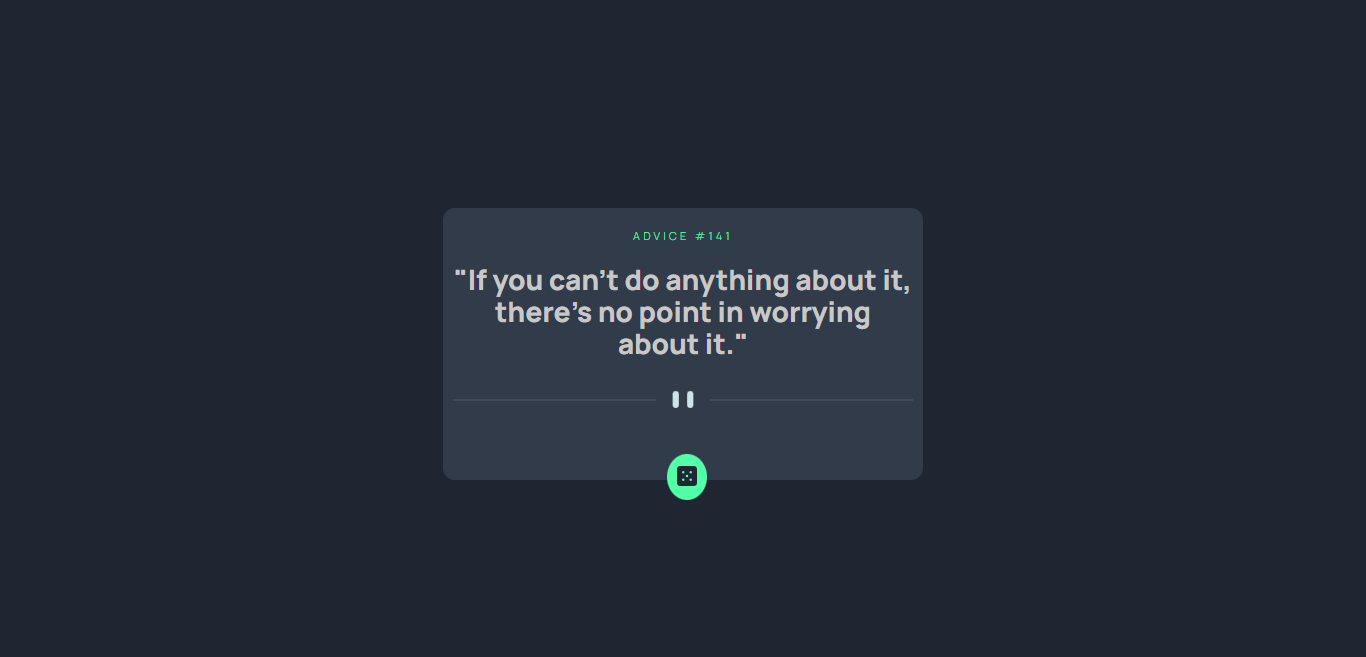 ADVICE #141
"If you can’t do anything about it,
there’s no point in worrying
about it."